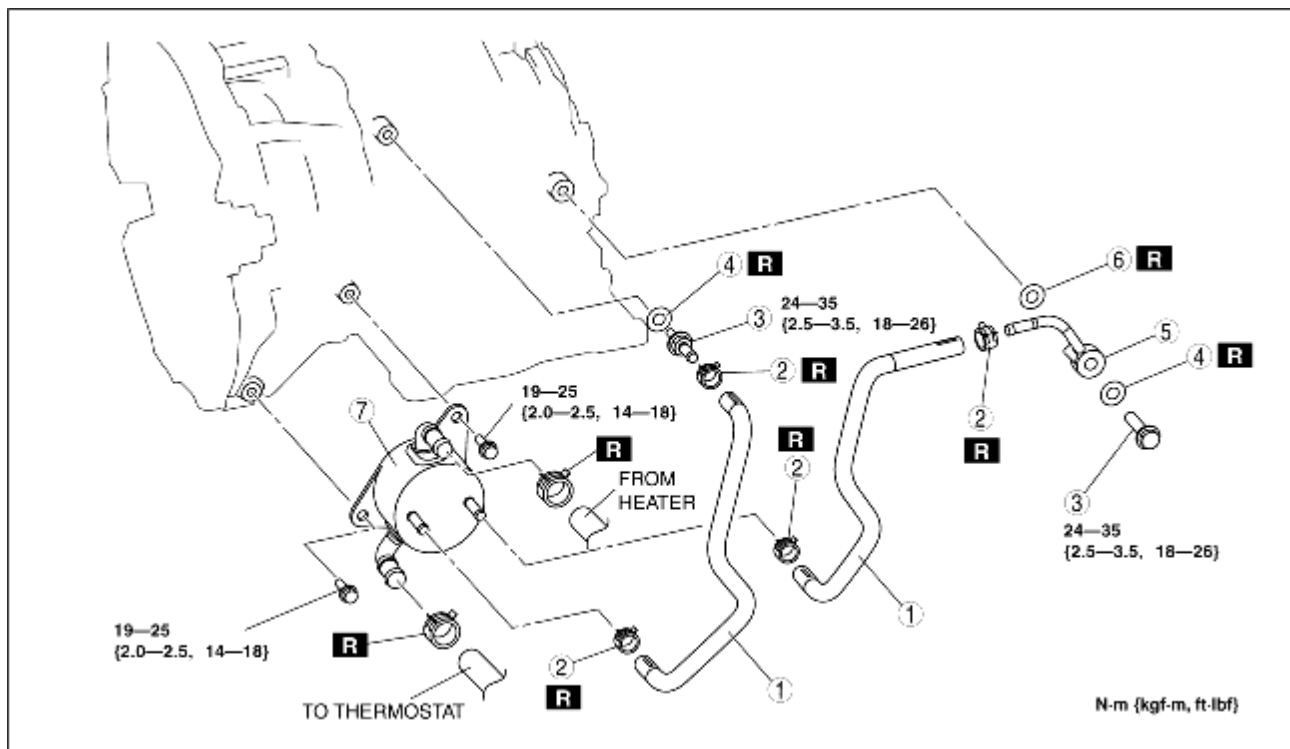 4 R
6 R
3
24—35
{2.5—3.5, 18—26}
5
2 R
4 R
19—25
{2.0—2.5, 14—18}
7
2
R
R
R
2
FROM
HEATER
3
24—35
{2.5—3.5, 18—26}
1
19—25
{2.0—2.5, 14—18}
R
2
R
1
TO THERMOSTAT
N·m {kgf·m, ft·lbf}